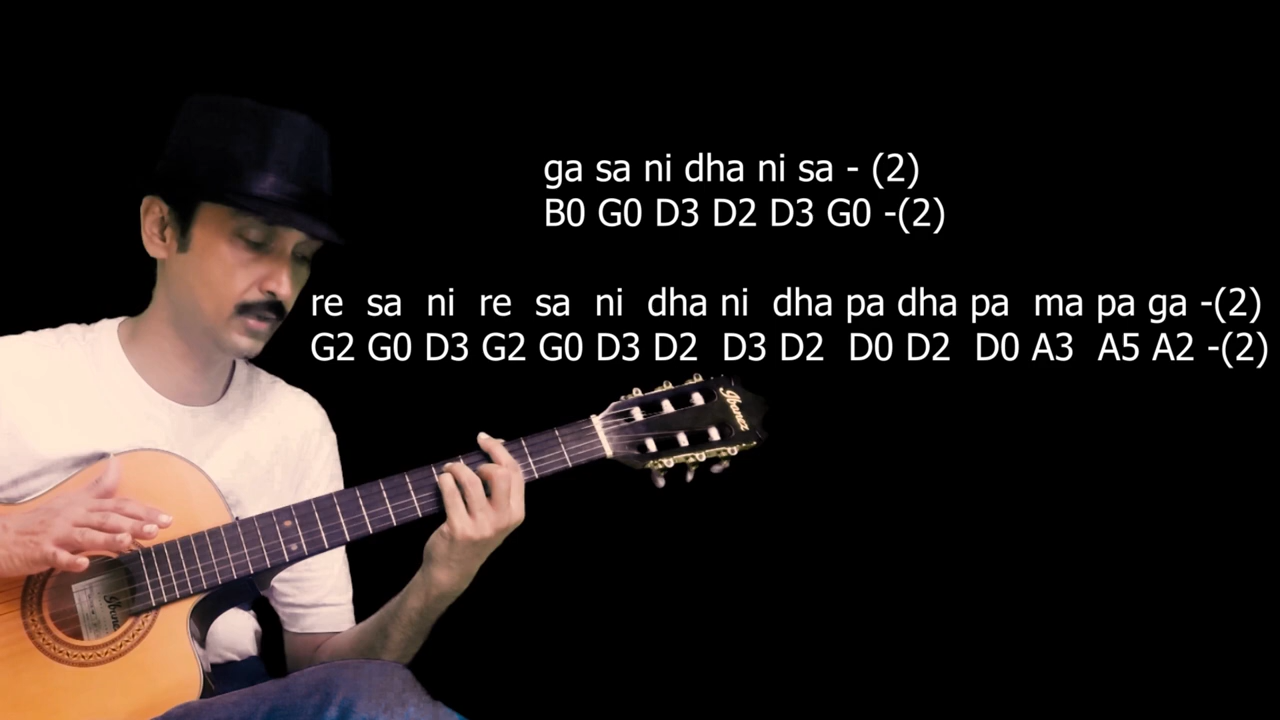 ga sa ni dha ni sa - (2)
B0 G0 D3 D2 D3 G0 -(2)
re sa ni re sa ni dha ni dha pa dha pa ma pa ga -(2)
G2 G0 D3 G2 G0 D3 D2 D3 D2 D0 D2 D0 A3 A5 A2 -(2)
Ibanez